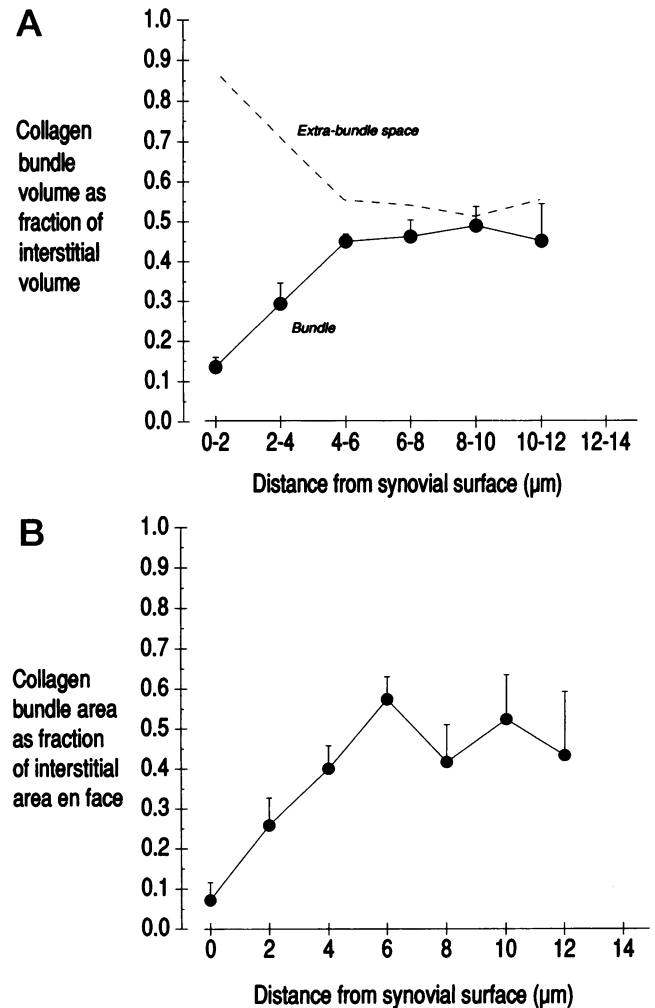 A
1.0
0.9
0.8
0.7
0.6
0.5
0.4
0.3
0.2
0.1
0.0
Collagen
bundle
volume as
fraction of
interstitial
volume
Extra-bundle space
Bundle
0-2 2-4 4-6 6-8 8-10 10-12 12-14
Distance from synovial surface (µm)
B
1.0
0.9
0.8
0.7
0.6
0.5
0.4
0.3
0.2
0.1
0.0
Collagen
bundle area
as fraction
of interstitial
area en face
0 2 4 6 8 10 12 14
Distance from synovial surface (µm)